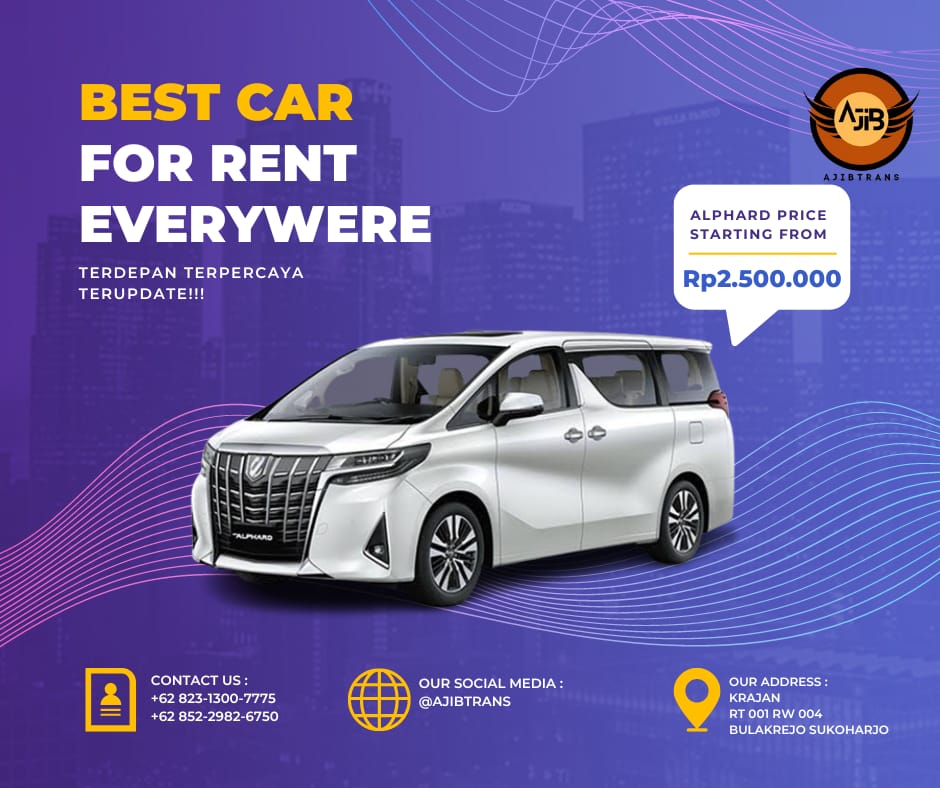 BEST CAR
FOR RENT
EVERYWERE
TERDEPAN TERPERCAYA
TERUPDATE!!!
AJIB
AJIBTRANS
ALPHARD PRICE
STARTING FROM
Rp2.500.000
ALPHARD
CONTACT US :
+62 823-1300-7775
+62 852-2982-6750
OUR SOCIAL MEDIA :
@AJIBTRANS
OUR ADDRESS :
KRAJAN
RT 001 RW 004
BULAKREJO SUKOHARJO